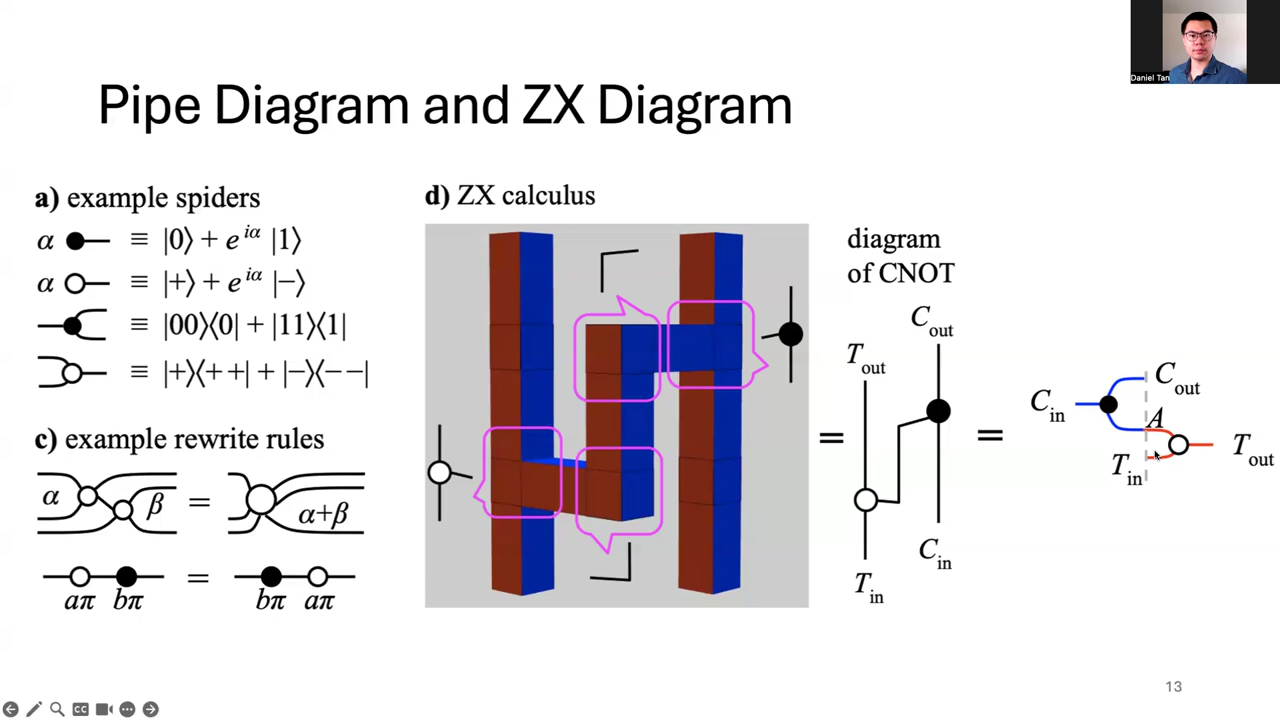 Daniel Tan
Pipe Diagram and ZX Diagram
a) example spiders
α ≡ |0⟩ + e^{iα} |1⟩
α ≡ |+⟩ + e^{iα} |−⟩
≡ |00⟩⟨0| + |11⟩⟨1|
≡ |+⟩⟨++| + |−⟩⟨−−|
c) example rewrite rules
α β = α+β
aπ bπ = bπ aπ
d) ZX calculus
=
diagram
of CNOT
C_out
T_out
C_in
T_in
=
C_in
C_out
A
T_in
T_out
13
CC